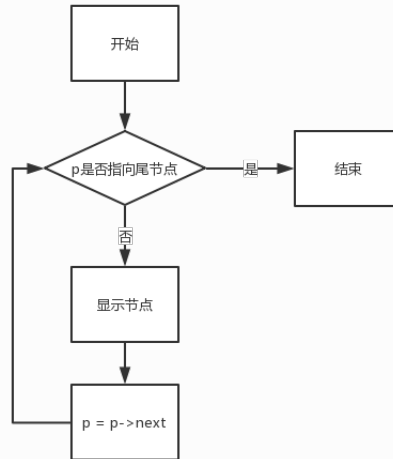 开始
p是否指向尾节点
是
结束
否
显示节点
p = p->next